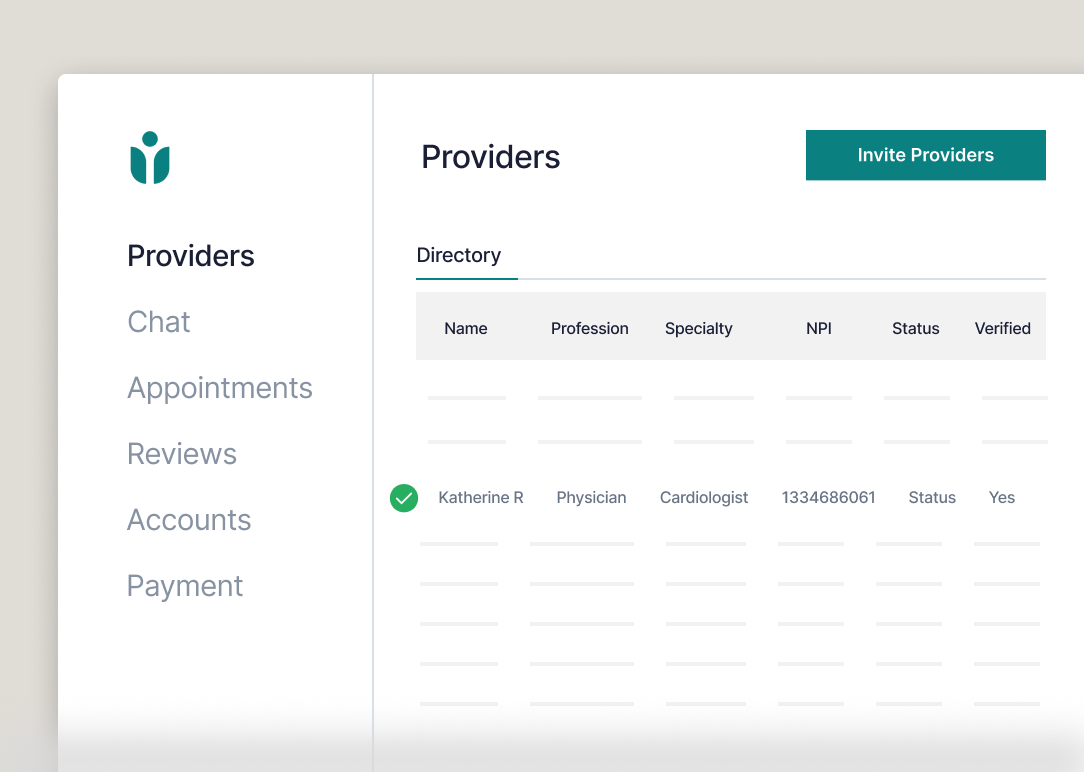 Providers
Chat
Appointments
Reviews
Accounts
Payment
Providers
Invite Providers
Directory
Name Profession Specialty NPI Status Verified
Katherine R Physician Cardiologist 1334686061 Status Yes